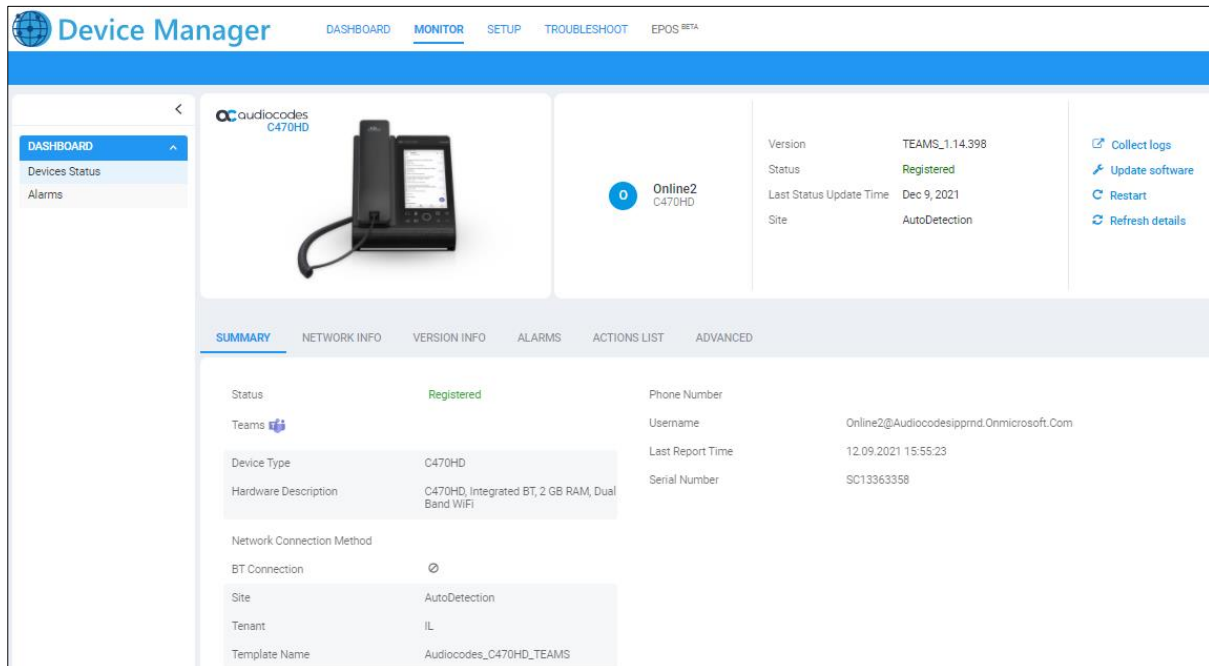 Device Manager
DASHBOARD MONITOR SETUP TROUBLESHOOT EPOS BETA
DASHBOARD
Devices Status
Alarms
audiocodes
C470HD
O
Online2
C470HD
Version TEAMS_1.14.398
Status Registered
Last Status Update Time Dec 9, 2021
Site AutoDetection
Collect logs
Update software
Restart
Refresh details
SUMMARY NETWORK INFO VERSION INFO ALARMS ACTIONS LIST ADVANCED
Status Registered
Teams
Device Type C470HD
Hardware Description C470HD, Integrated BT, 2 GB RAM, Dual
Band WiFi
Network Connection Method
BT Connection
Site AutoDetection
Tenant IL
Template Name Audiocodes_C470HD_TEAMS
Phone Number
Username Online2@Audiocodesipprnd.Onmicrosoft.Com
Last Report Time 12.09.2021 15:55:23
Serial Number SC13363358